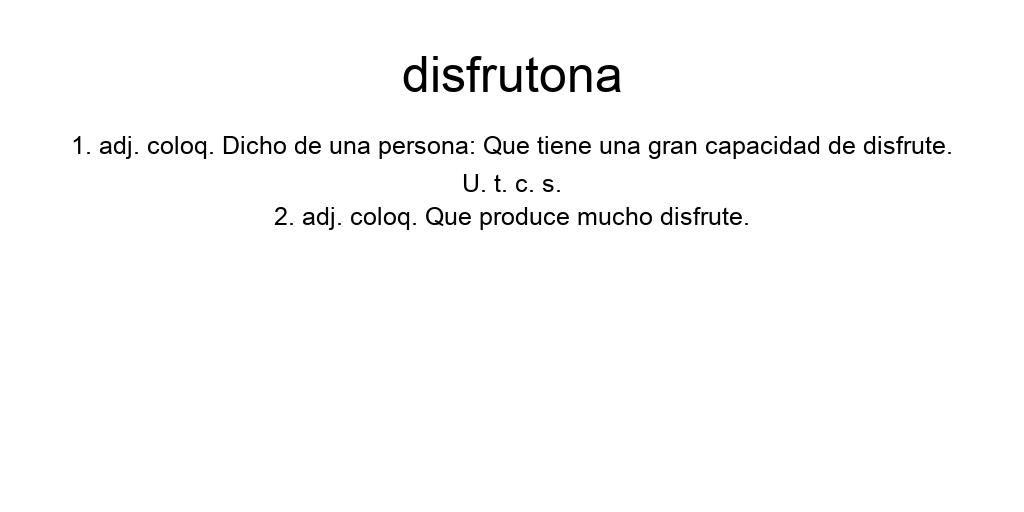 disfrutona
1. adj. coloq. Dicho de una persona: Que tiene una gran capacidad de disfrute.
U. t. c. s.
2. adj. coloq. Que produce mucho disfrute.